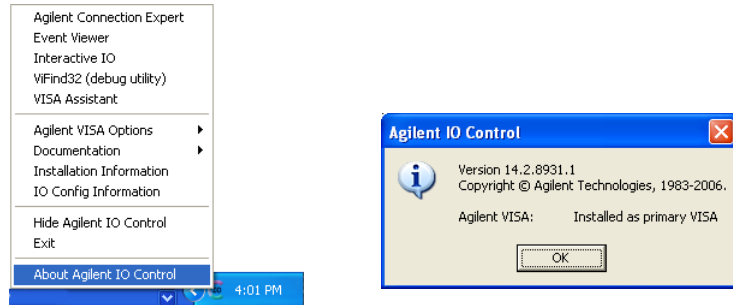 Agilent Connection Expert
Event Viewer
Interactive IO
ViFind32 (debug utility)
VISA Assistant
Agilent VISA Options
Documentation
Installation Information
IO Config Information
Hide Agilent IO Control
Exit
About Agilent IO Control
4:01 PM
Agilent IO Control
Version 14.2.8931.1
Copyright © Agilent Technologies, 1983-2006.
Agilent VISA: Installed as primary VISA
OK